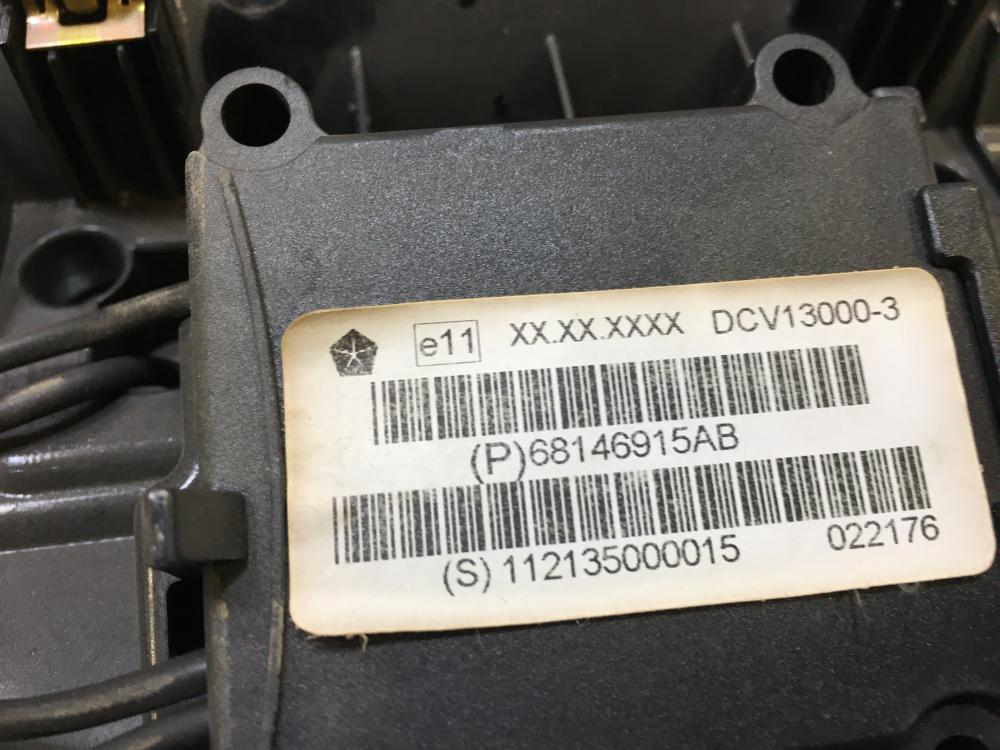 e11 XX.XX.XXXX DCV13000-3
(P)68146915AB
(S) 112135000015 022176